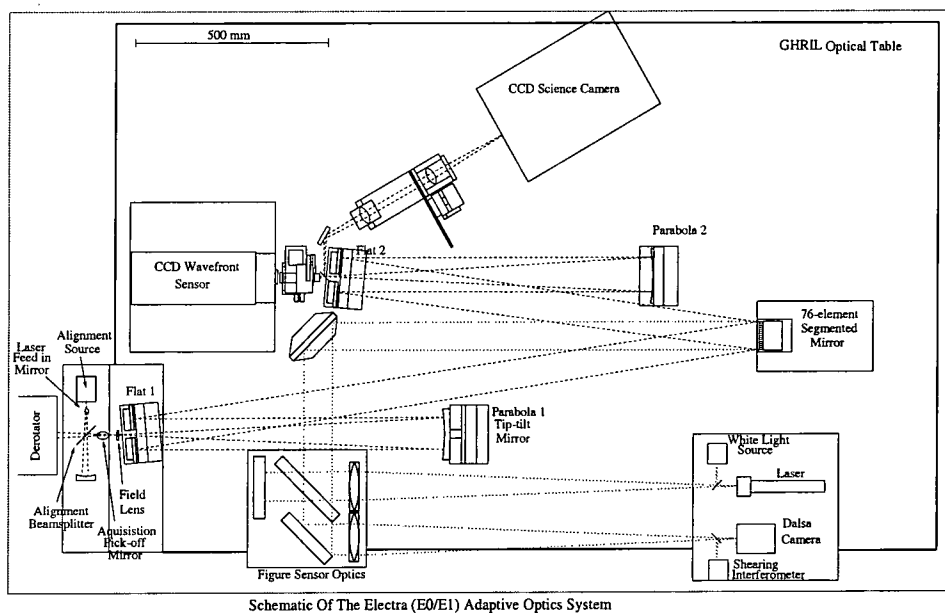 500 mm
GHRIL Optical Table
CCD Science Camera
Parabola 2
Flat 2
CCD Wavefront
Sensor
76-element
Segmented
Mirror
Alignment
Source
Laser
Feed in
Mirror
Flat 1
Parabola 1
Tip-tilt
Mirror
Derotator
White Light
Source
Laser
Field
Lens
Alignment
Beamsplitter
Aquisistion
Pick-off
Mirror
Dalsa
Camera
Figure Sensor Optics
Shearing
Interferometer
Schematic Of The Electra (E0/E1) Adaptive Optics System